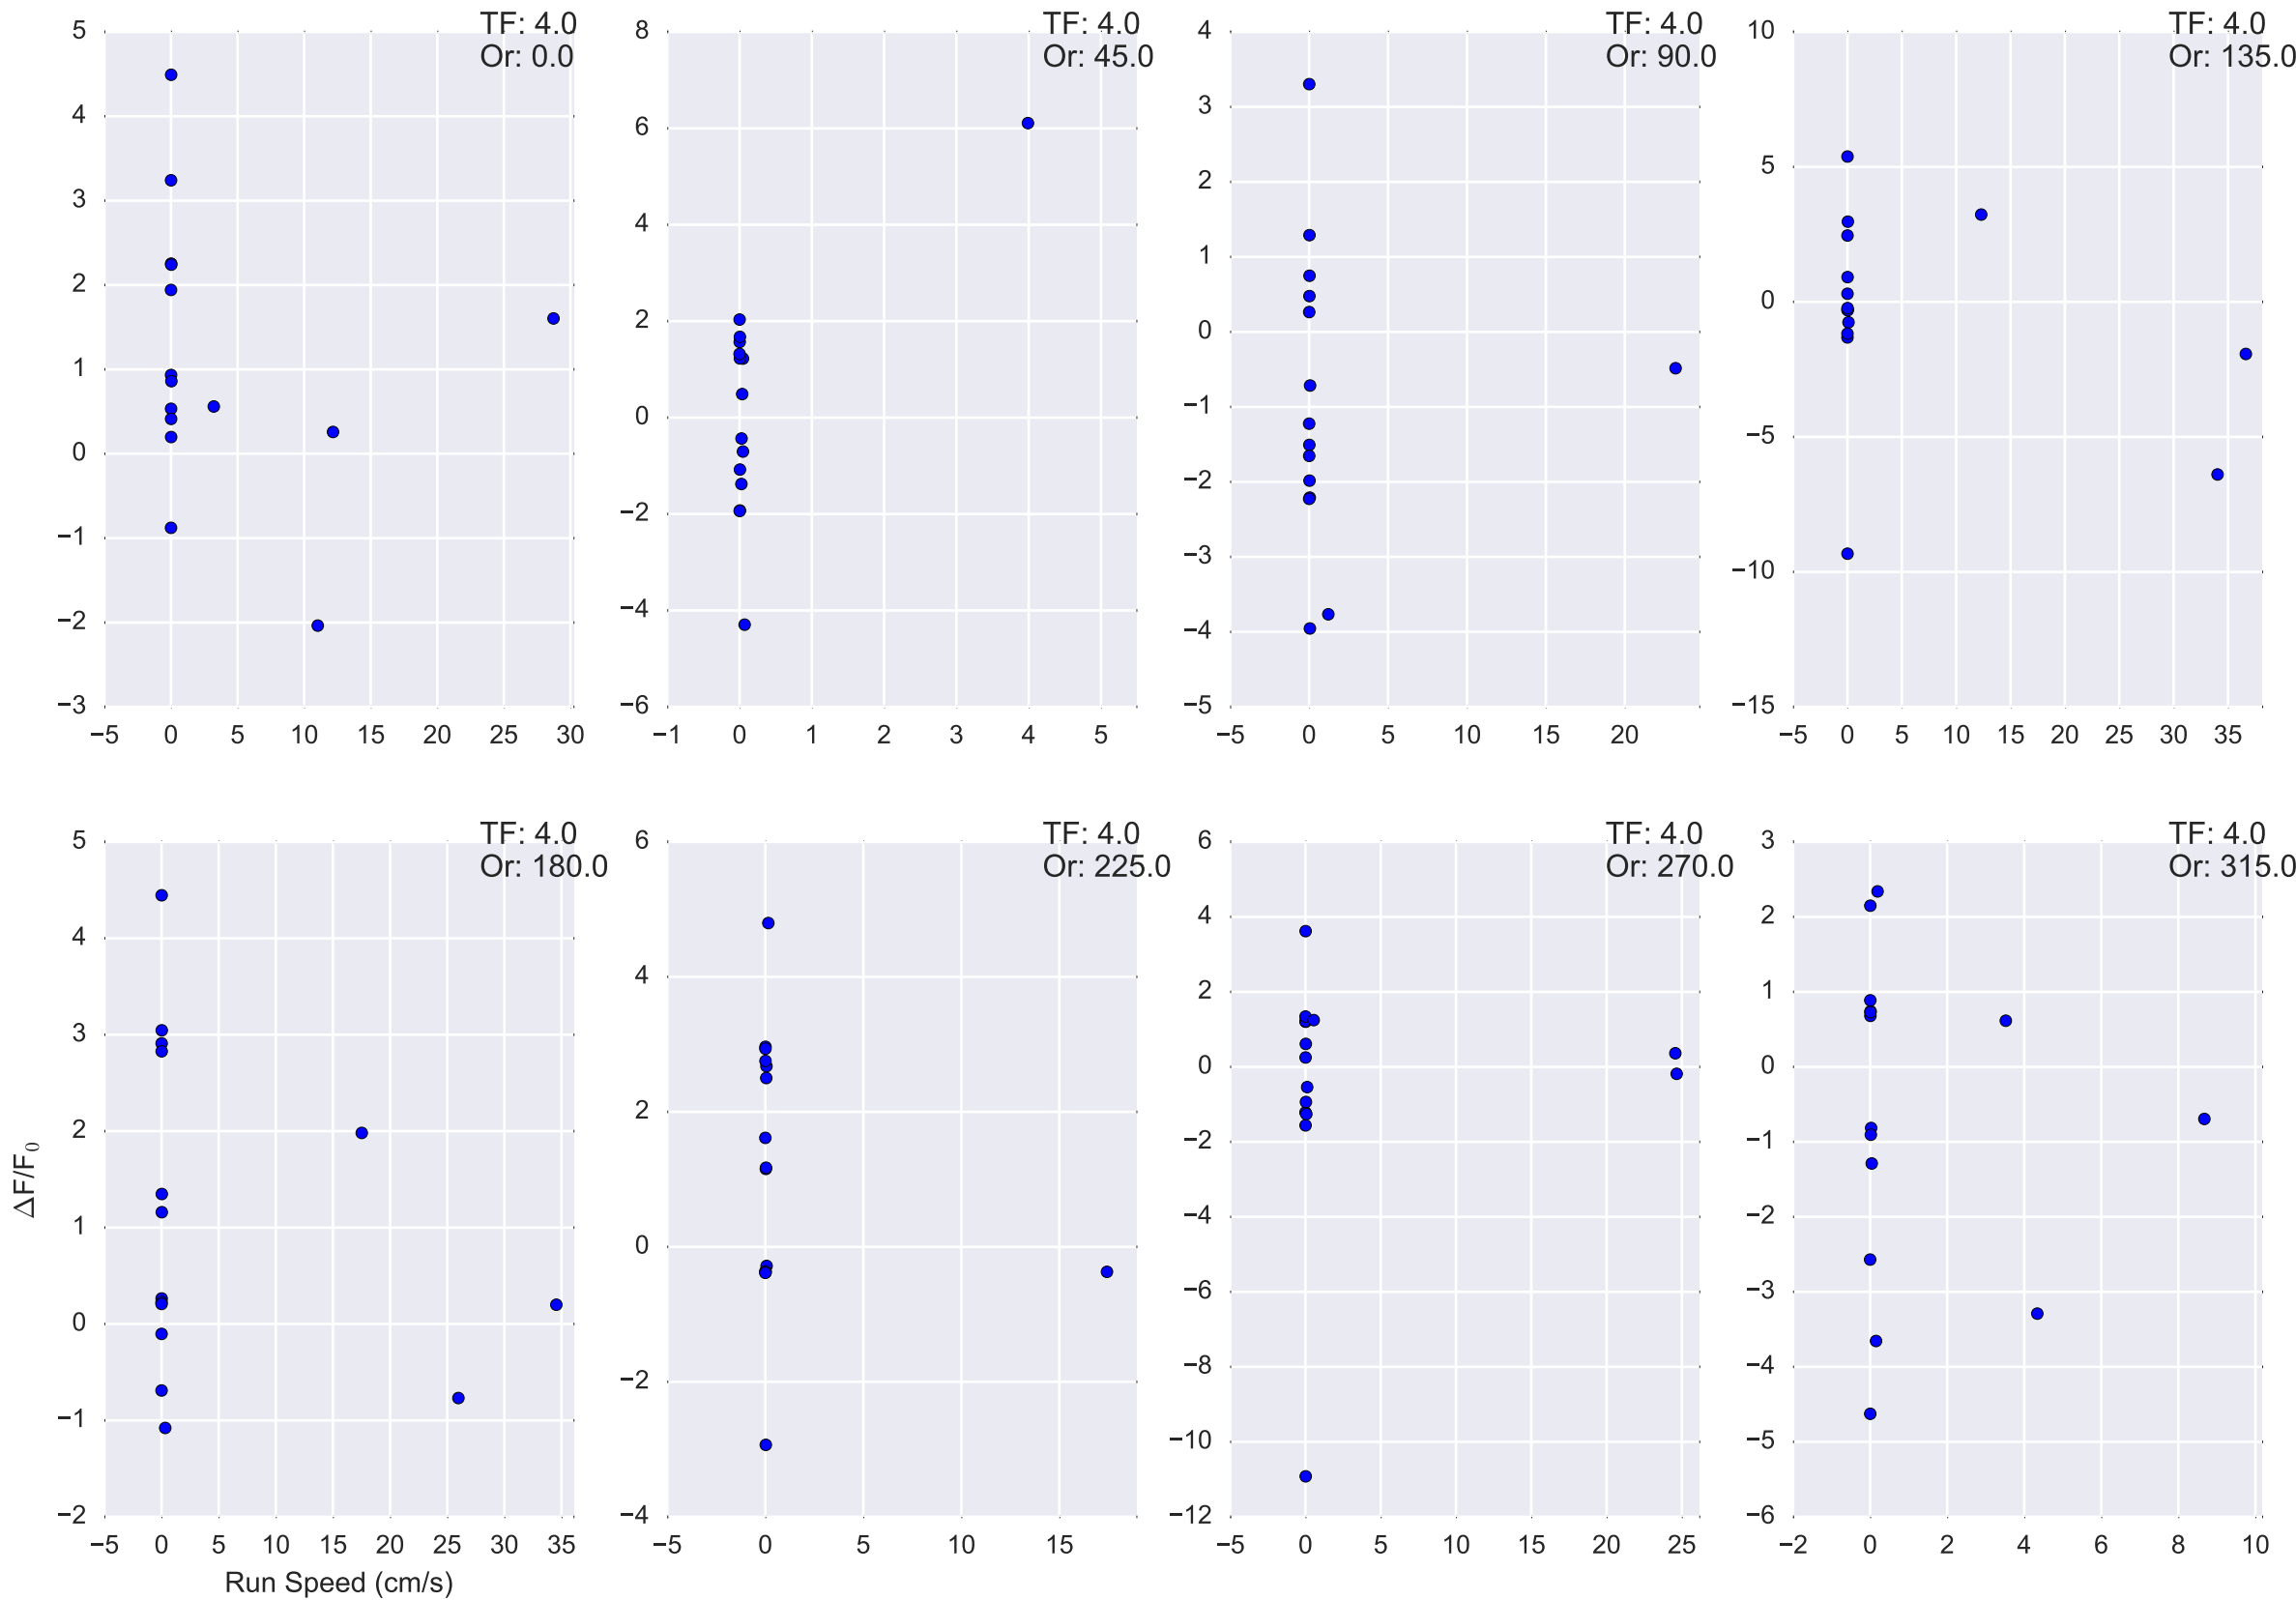 TF: 4.0
Or: 0.0
5
4
3
2
1
0
−1
−2
−3
−5 0 5 10 15 20 25 30
TF: 4.0
Or: 45.0
8
6
4
2
0
−2
−4
−6
−1 0 1 2 3 4 5
TF: 4.0
Or: 90.0
4
3
2
1
0
−1
−2
−3
−4
−5
−5 0 5 10 15 20
TF: 4.0
Or: 135.0
10
5
0
−5
−10
−15
−5 0 5 10 15 20 25 30 35
TF: 4.0
Or: 180.0
5
4
3
2
1
0
−1
−2
−5 0 5 10 15 20 25 30 35
ΔF/F₀
Run Speed (cm/s)
TF: 4.0
Or: 225.0
6
4
2
0
−2
−4
−5 0 5 10 15
TF: 4.0
Or: 270.0
6
4
2
0
−2
−4
−6
−8
−10
−12
−5 0 5 10 15 20 25
TF: 4.0
Or: 315.0
3
2
1
0
−1
−2
−3
−4
−5
−6
−2 0 2 4 6 8 10